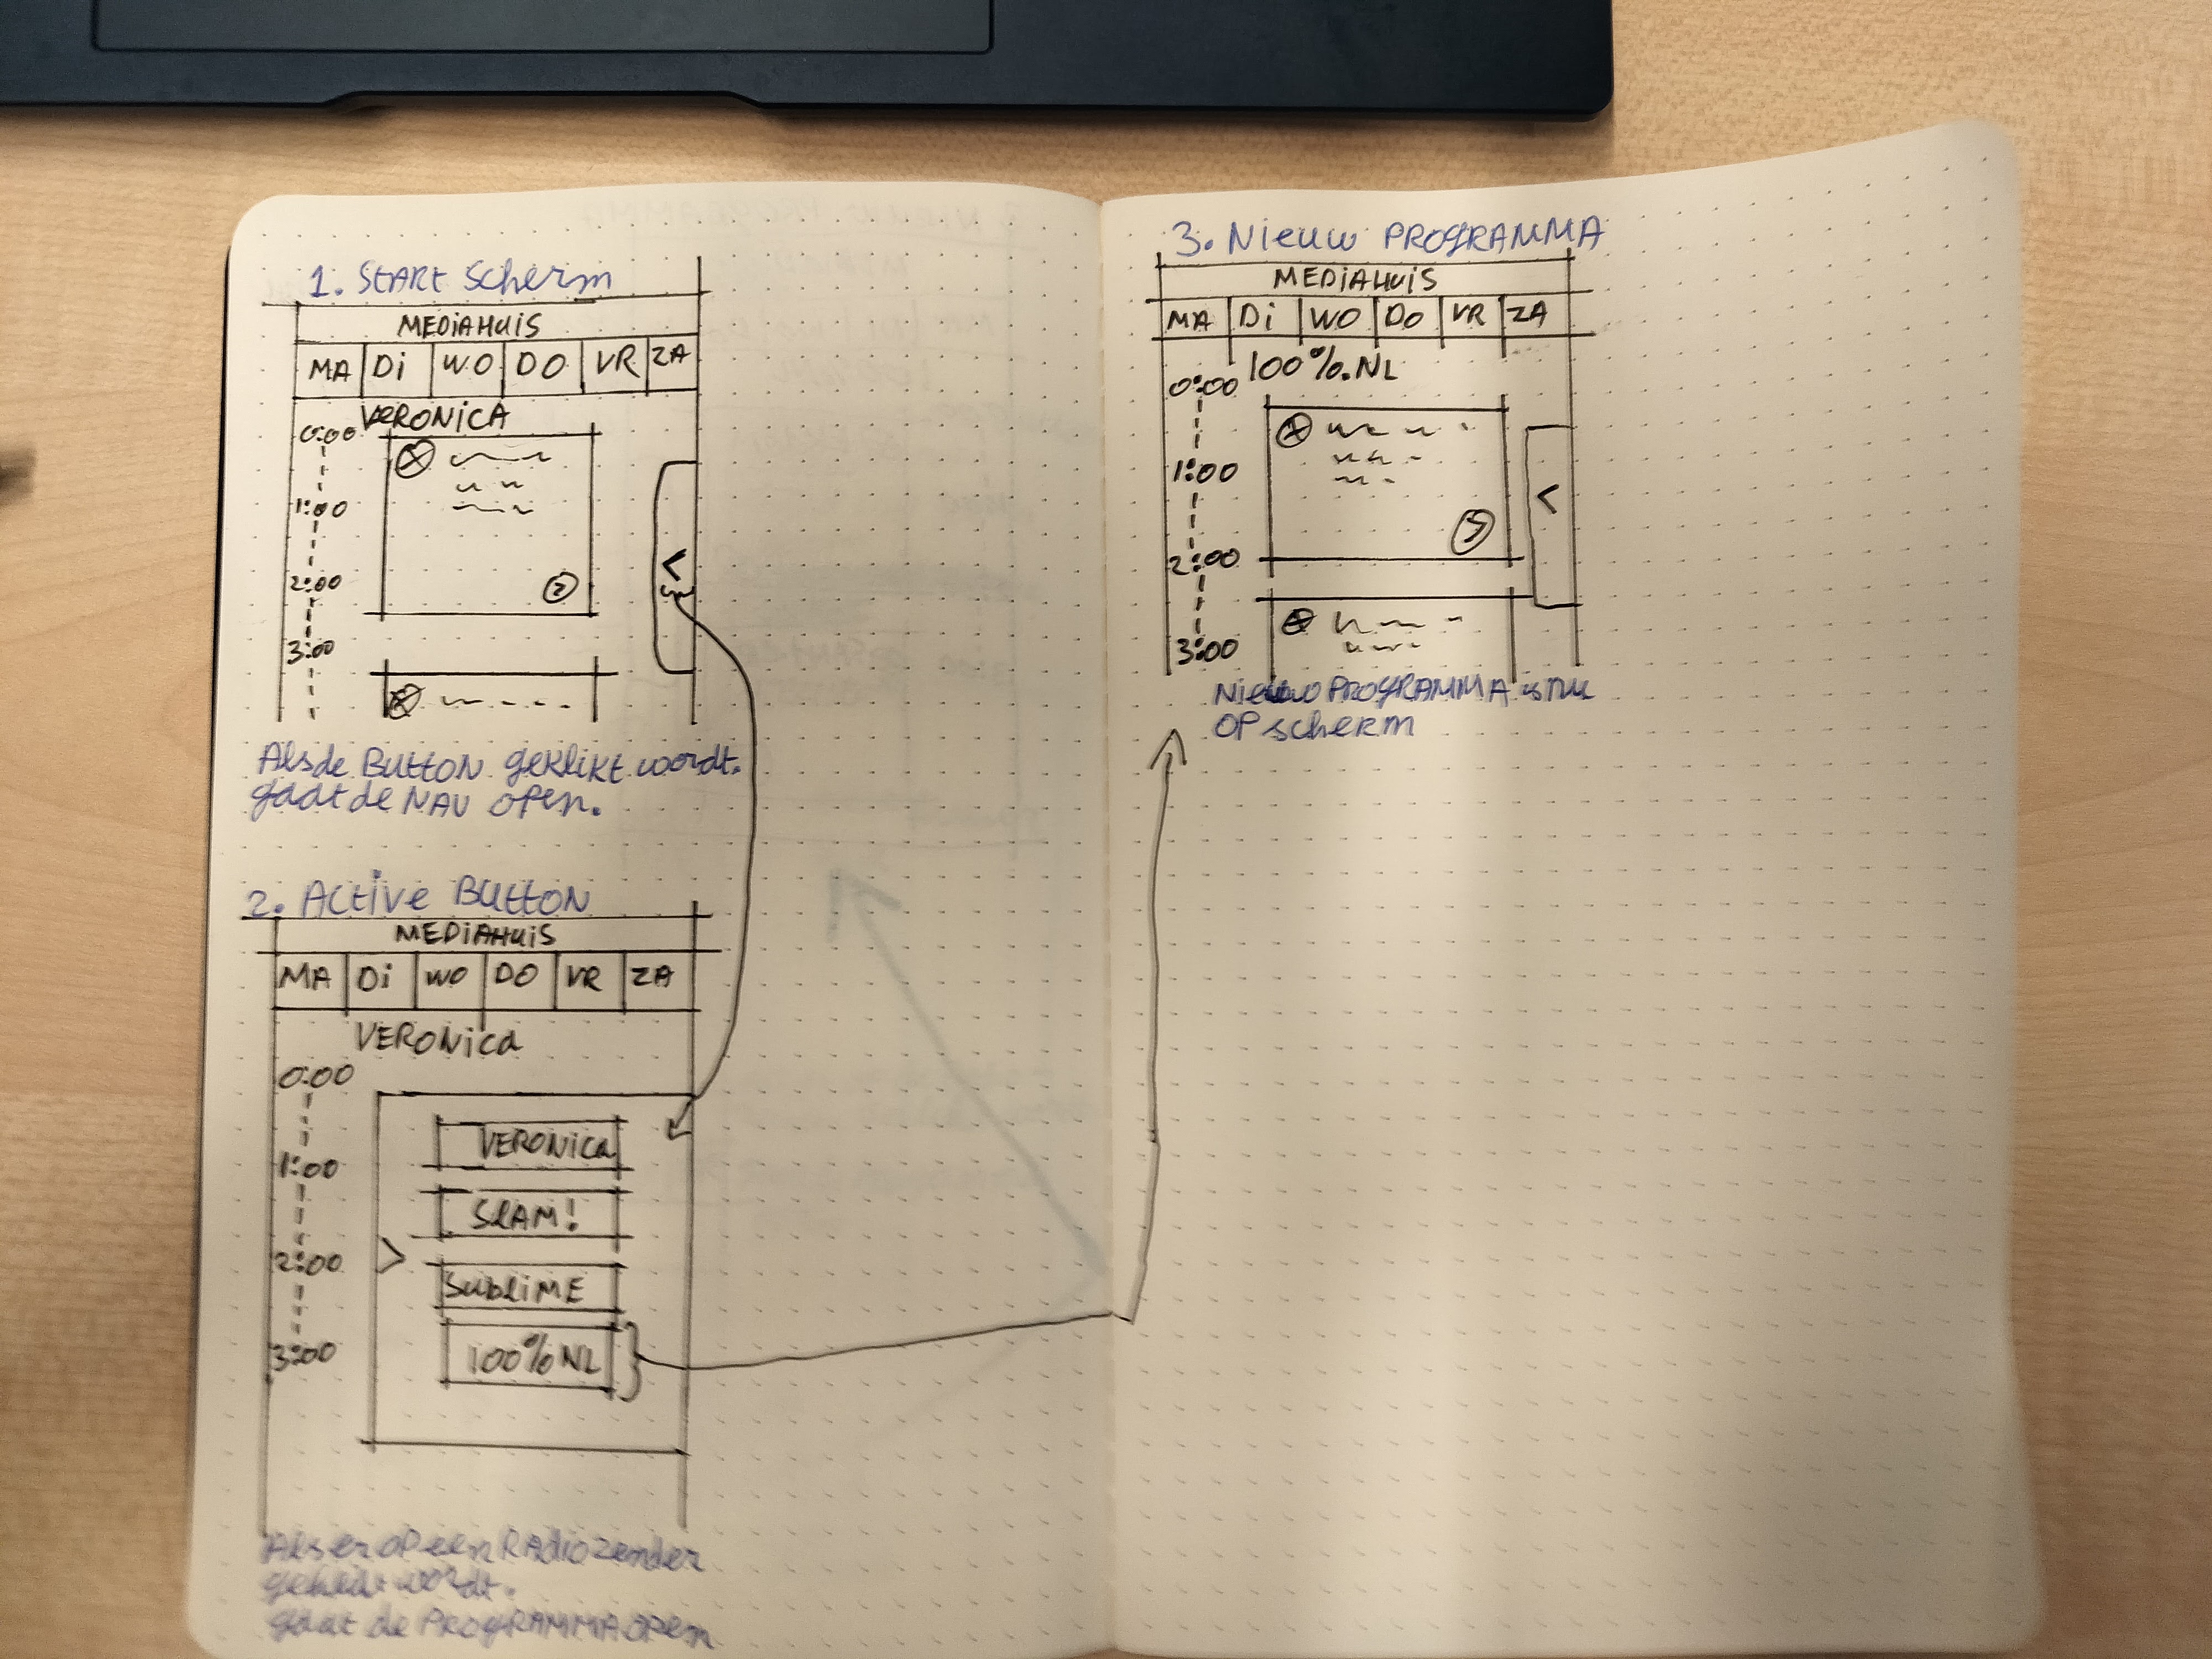 1. START Scherm
MEDIAHUIS
MA Di WO DO VR ZA
VERONICA
0:00
1:00
2:00
3:00
<
Als de BUTTON geklikt wordt.
gaat de NAV open.
2. Active BUTTON
MEDIAHUIS
MA Di WO DO VR ZA
VERONica
0:00
VERONica
1:00
SLAM!
2:00 >
SUBLIME
3:00 100% NL
Als er op een RADiozender
geklikt wordt.
gaat de PROGRAMMA open
3. Nieuw PROGRAMMA
MEDIAHUIS
MA Di WO DO VR ZA
100%.NL
0:00
1:00
<
2:00
3:00
Nieuw PROGRAMMA is nu
OP scherm